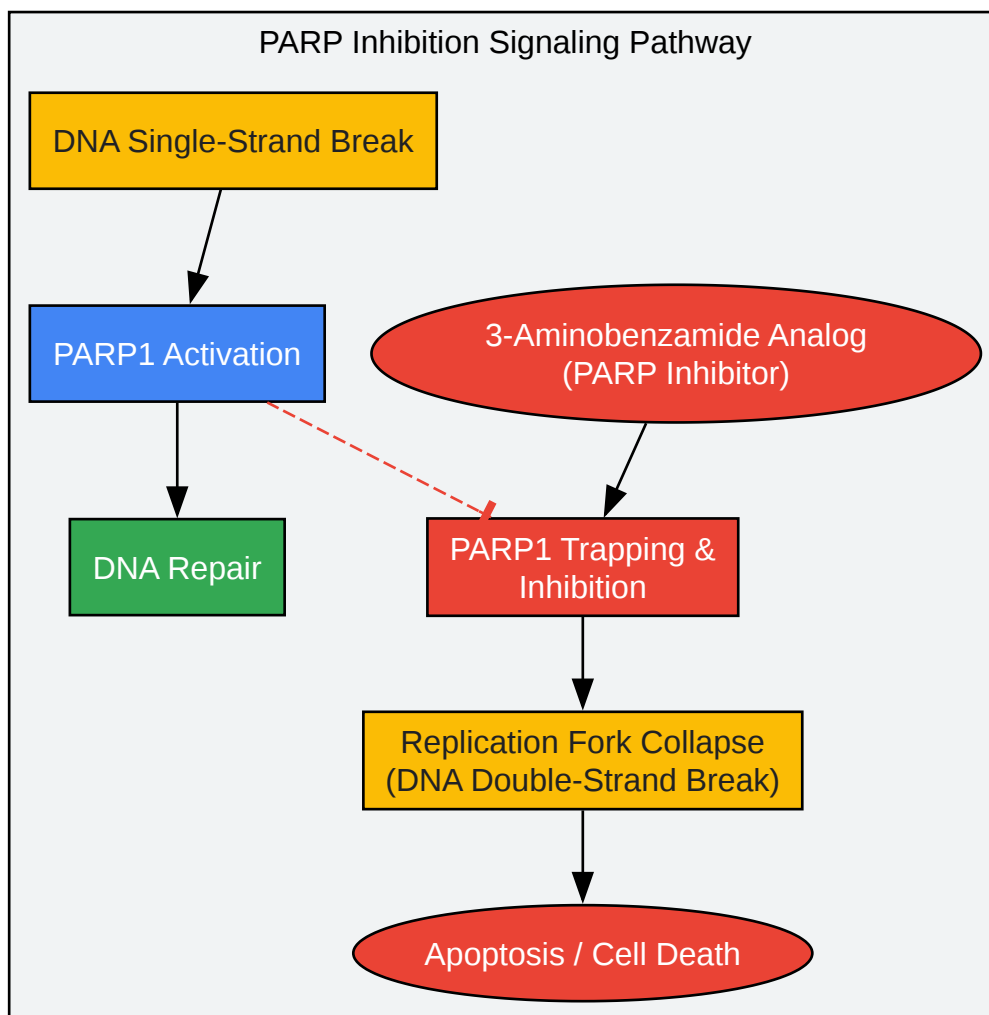 PARP Inhibition Signaling Pathway
DNA Single-Strand Break
PARP1 Activation
3-Aminobenzamide Analog
(PARP Inhibitor)
DNA Repair
PARP1 Trapping &
Inhibition
Replication Fork Collapse
(DNA Double-Strand Break)
Apoptosis / Cell Death